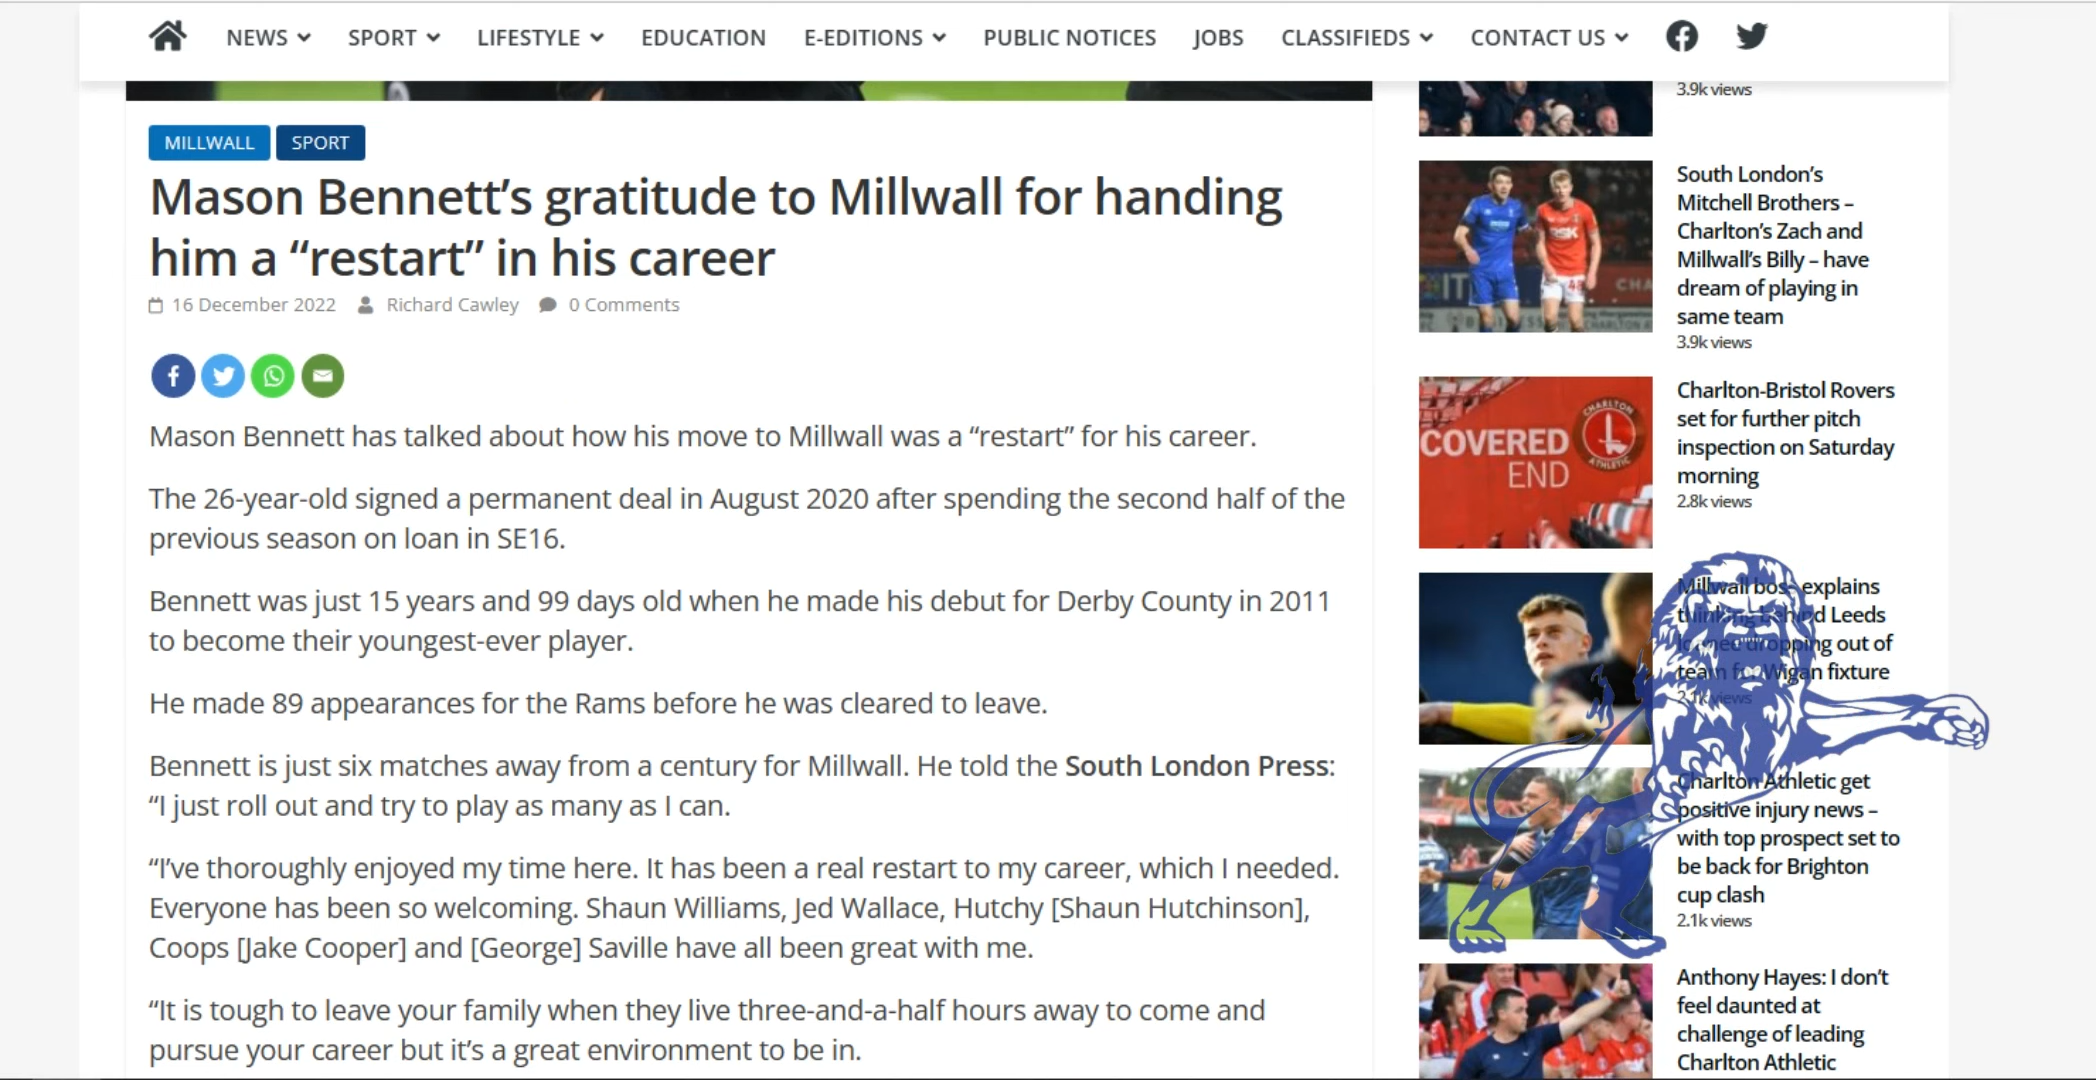 NEWS SPORT LIFESTYLE EDUCATION E-EDITIONS PUBLIC NOTICES JOBS CLASSIFIEDS CONTACT US
MILLWALL SPORT
Mason Bennett’s gratitude to Millwall for handing
him a “restart” in his career
16 December 2022 Richard Cawley 0 Comments
Mason Bennett has talked about how his move to Millwall was a “restart” for his career.
The 26-year-old signed a permanent deal in August 2020 after spending the second half of the
previous season on loan in SE16.
Bennett was just 15 years and 99 days old when he made his debut for Derby County in 2011
to become their youngest-ever player.
He made 89 appearances for the Rams before he was cleared to leave.
Bennett is just six matches away from a century for Millwall. He told the South London Press:
“I just roll out and try to play as many as I can.
“I’ve thoroughly enjoyed my time here. It has been a real restart to my career, which I needed.
Everyone has been so welcoming. Shaun Williams, Jed Wallace, Hutchy [Shaun Hutchinson],
Coops [Jake Cooper] and [George] Saville have all been great with me.
“It is tough to leave your family when they live three-and-a-half hours away to come and
pursue your career but it’s a great environment to be in.
3.9k views
South London’s
Mitchell Brothers –
Charlton’s Zach and
Millwall’s Billy – have
dream of playing in
same team
3.9k views
COVERED
END
CHARLTON
ATHLETIC
Charlton-Bristol Rovers
set for further pitch
inspection on Saturday
morning
2.8k views
Millwall boss explains
thinking behind Leeds
loanee dropping out of
team for Wigan fixture
2.1k views
Charlton Athletic get
positive injury news –
with top prospect set to
be back for Brighton
cup clash
2.1k views
Anthony Hayes: I don’t
feel daunted at
challenge of leading
Charlton Athletic